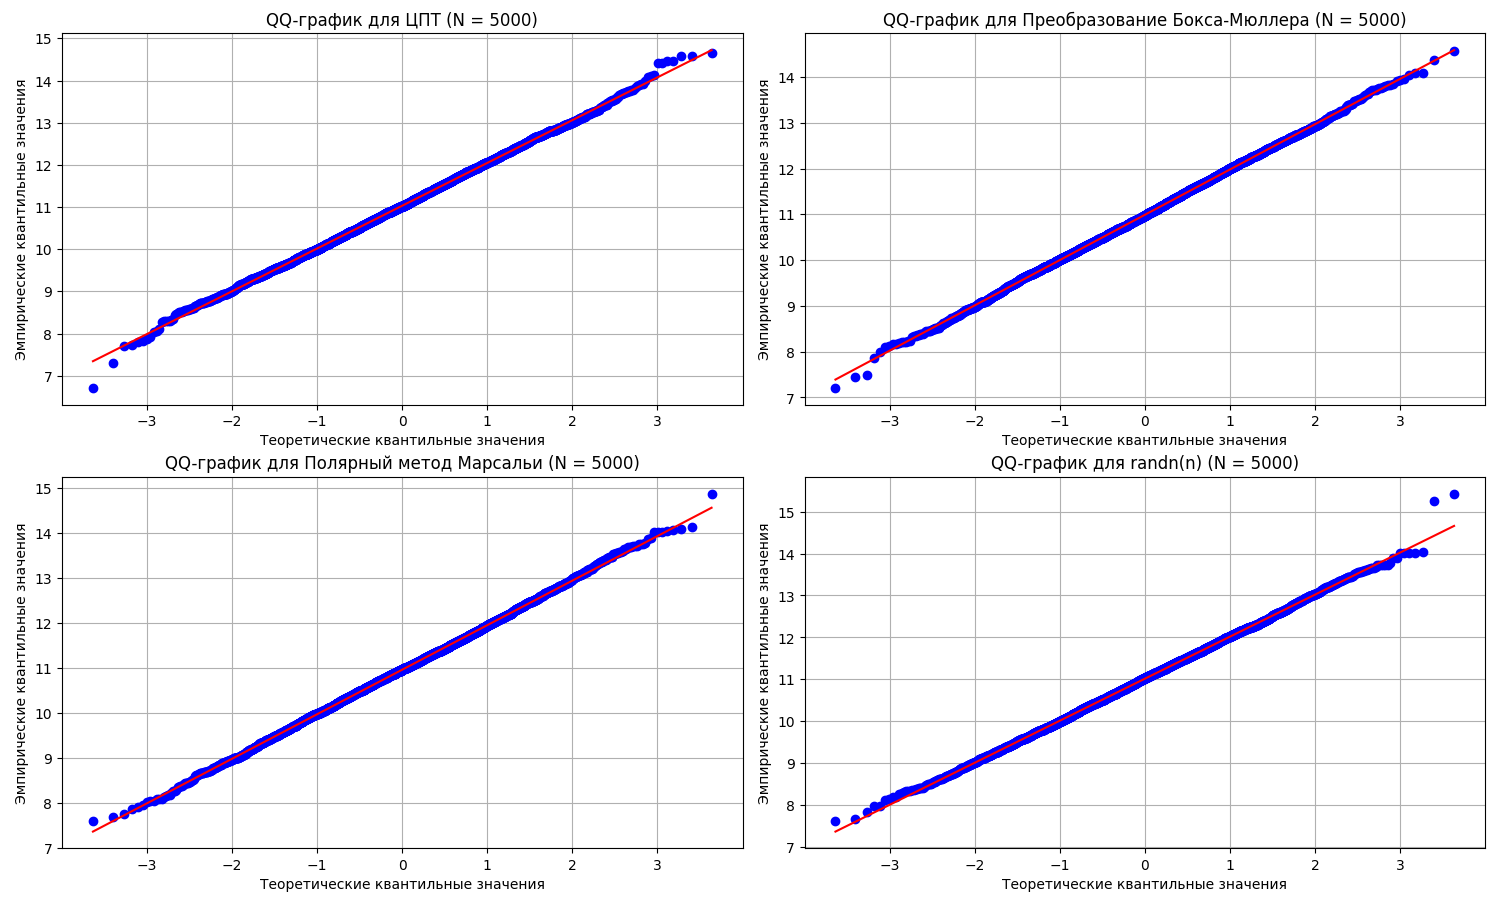 QQ-график для ЦПТ (N = 5000)
15
14
13
12
11
10
9
8
7
Эмпирические квантильные значения
−3 −2 −1 0 1 2 3
Теоретические квантильные значения
QQ-график для Преобразование Бокса-Мюллера (N = 5000)
14
13
12
11
10
9
8
7
Эмпирические квантильные значения
−3 −2 −1 0 1 2 3
Теоретические квантильные значения
QQ-график для Полярный метод Марсальи (N = 5000)
15
14
13
12
11
10
9
8
7
Эмпирические квантильные значения
−3 −2 −1 0 1 2 3
Теоретические квантильные значения
QQ-график для randn(n) (N = 5000)
15
14
13
12
11
10
9
8
7
Эмпирические квантильные значения
−3 −2 −1 0 1 2 3
Теоретические квантильные значения